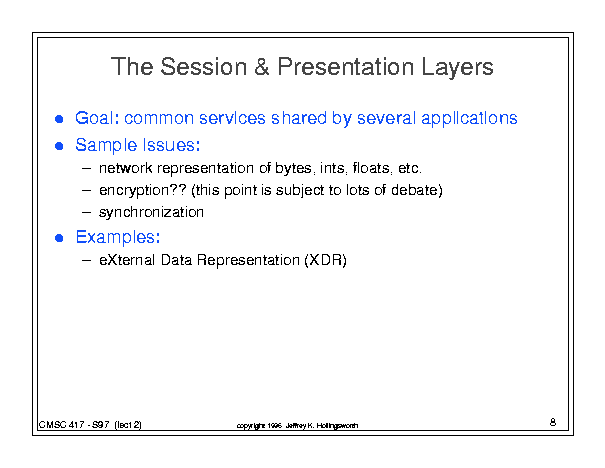 The Session & Presentation Layers
● Goal: common services shared by several applications
● Sample Issues:
– network representation of bytes, ints, floats, etc.
– encryption?? (this point is subject to lots of debate)
– synchronization
● Examples:
– eXternal Data Representation (XDR)
CMSC 417 - S97 (lect2)
copyright 1996 Jeffrey K. Hollingsworth
8